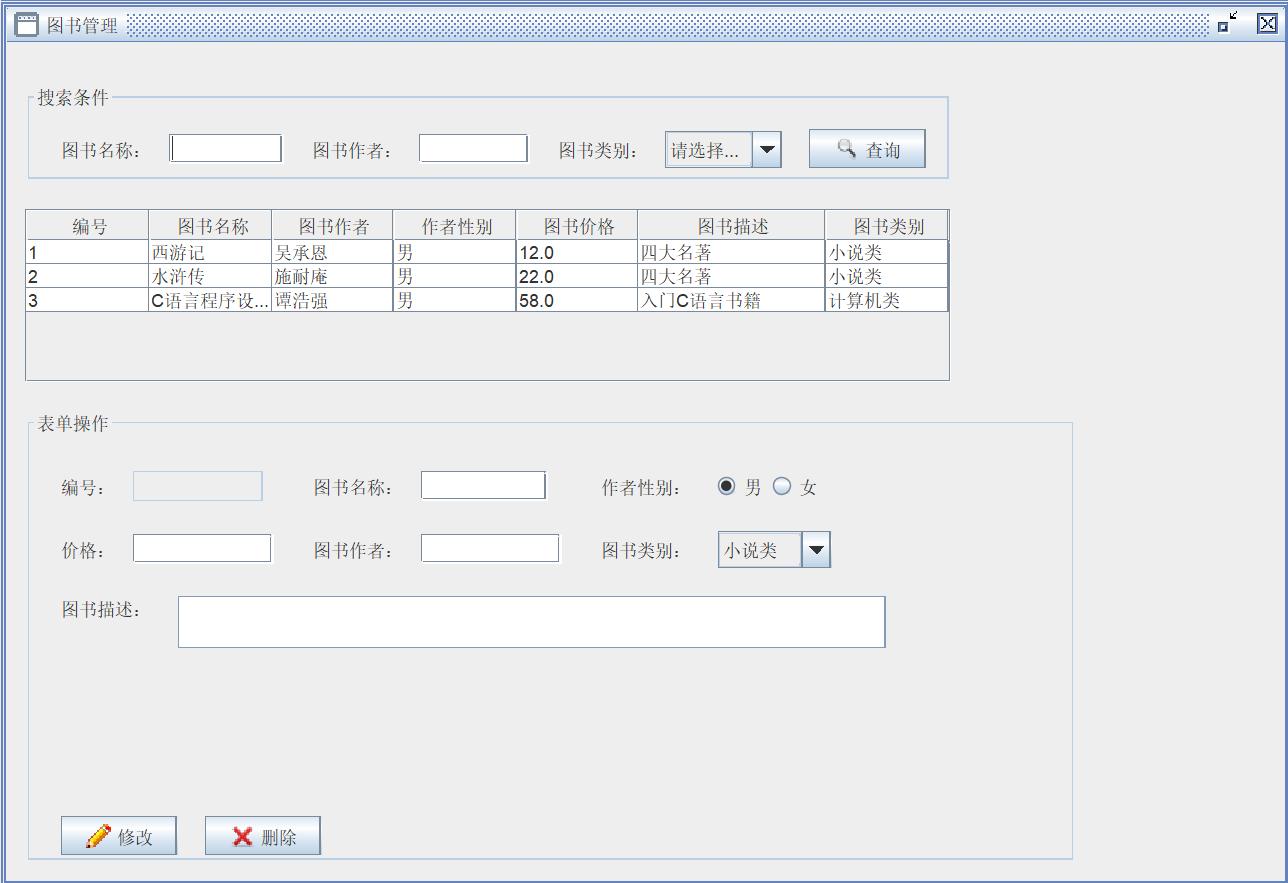 图书管理
搜索条件
图书名称： 图书作者： 图书类别： 请选择... 查询
编号 图书名称 图书作者 作者性别 图书价格 图书描述 图书类别
1 西游记 吴承恩 男 12.0 四大名著 小说类
2 水浒传 施耐庵 男 22.0 四大名著 小说类
3 C语言程序设... 谭浩强 男 58.0 入门C语言书籍 计算机类
表单操作
编号： 图书名称： 作者性别： 男 女
价格： 图书作者： 图书类别： 小说类
图书描述：
修改 删除